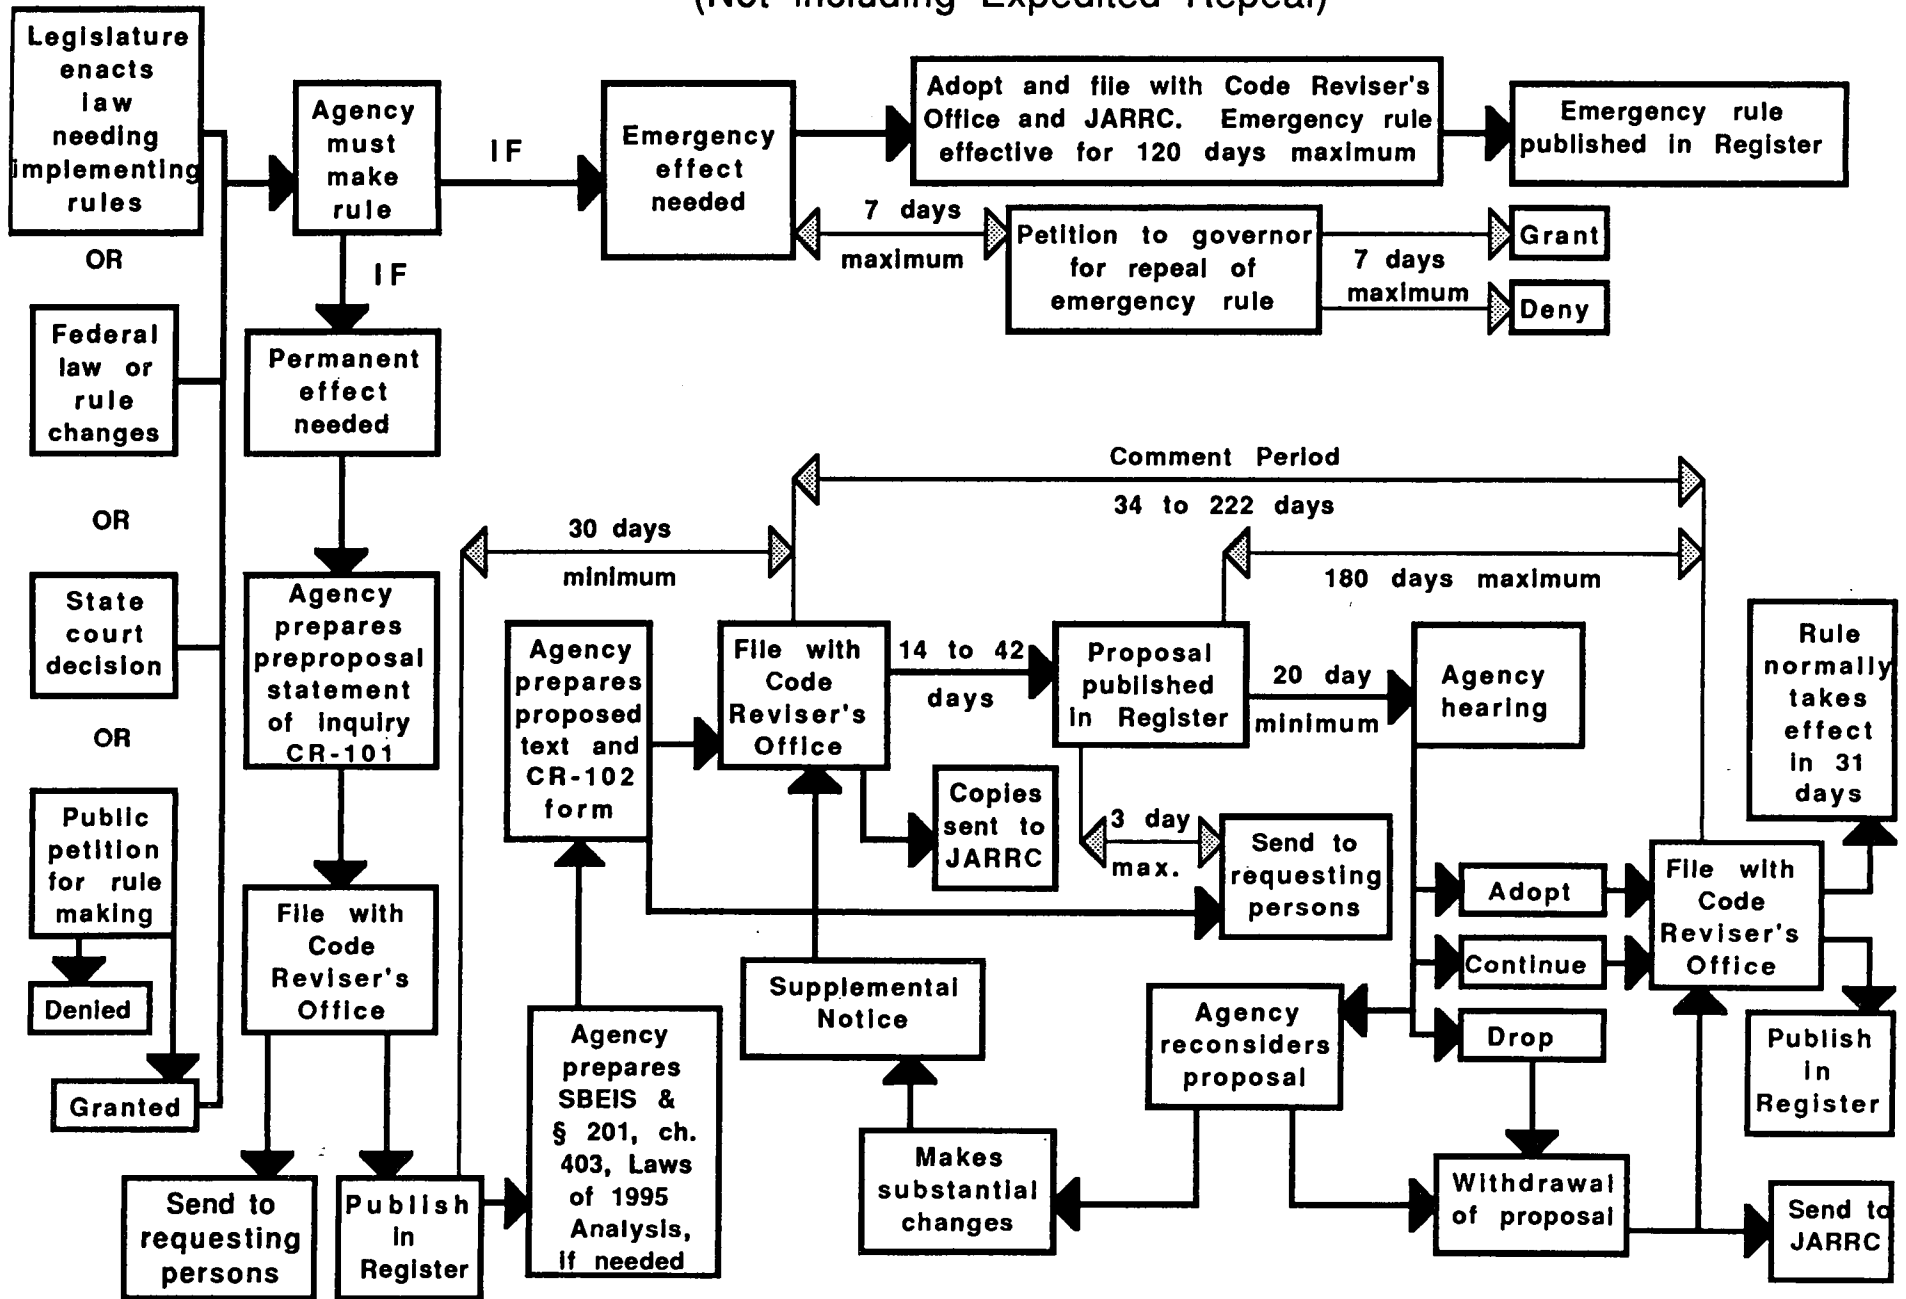 (Not including Expedited Repeal)
Legislature
enacts
law
needing
implementing
rules
OR
Federal
law or
rule
changes
OR
State
court
decision
OR
Public
petition
for rule
making
Denied
Granted
Agency
must
make
rule
IF
IF
Emergency
effect
needed
Adopt and file with Code Reviser's
Office and JARRC. Emergency rule
effective for 120 days maximum
Emergency rule
published in Register
7 days
maximum
Petition to governor
for repeal of
emergency rule
7 days
maximum
Grant
Deny
Permanent
effect
needed
Agency
prepares
preproposal
statement
of inquiry
CR-101
File with
Code
Reviser's
Office
Send to
requesting
persons
Publish
in
Register
30 days
minimum
Agency
prepares
SBEIS &
§ 201, ch.
403, Laws
of 1995
Analysis,
if needed
Agency
prepares
proposed
text and
CR-102
form
File with
Code
Reviser's
Office
Comment Period
34 to 222 days
180 days maximum
14 to 42
days
Copies
sent to
JARRC
Proposal
published
in Register
20 day
minimum
3 day
max.
Send to
requesting
persons
Agency
hearing
Adopt
Continue
Drop
Agency
reconsiders
proposal
Supplemental
Notice
Makes
substantial
changes
Withdrawal
of proposal
File with
Code
Reviser's
Office
Rule
normally
takes
effect
in 31
days
Publish
in
Register
Send to
JARRC